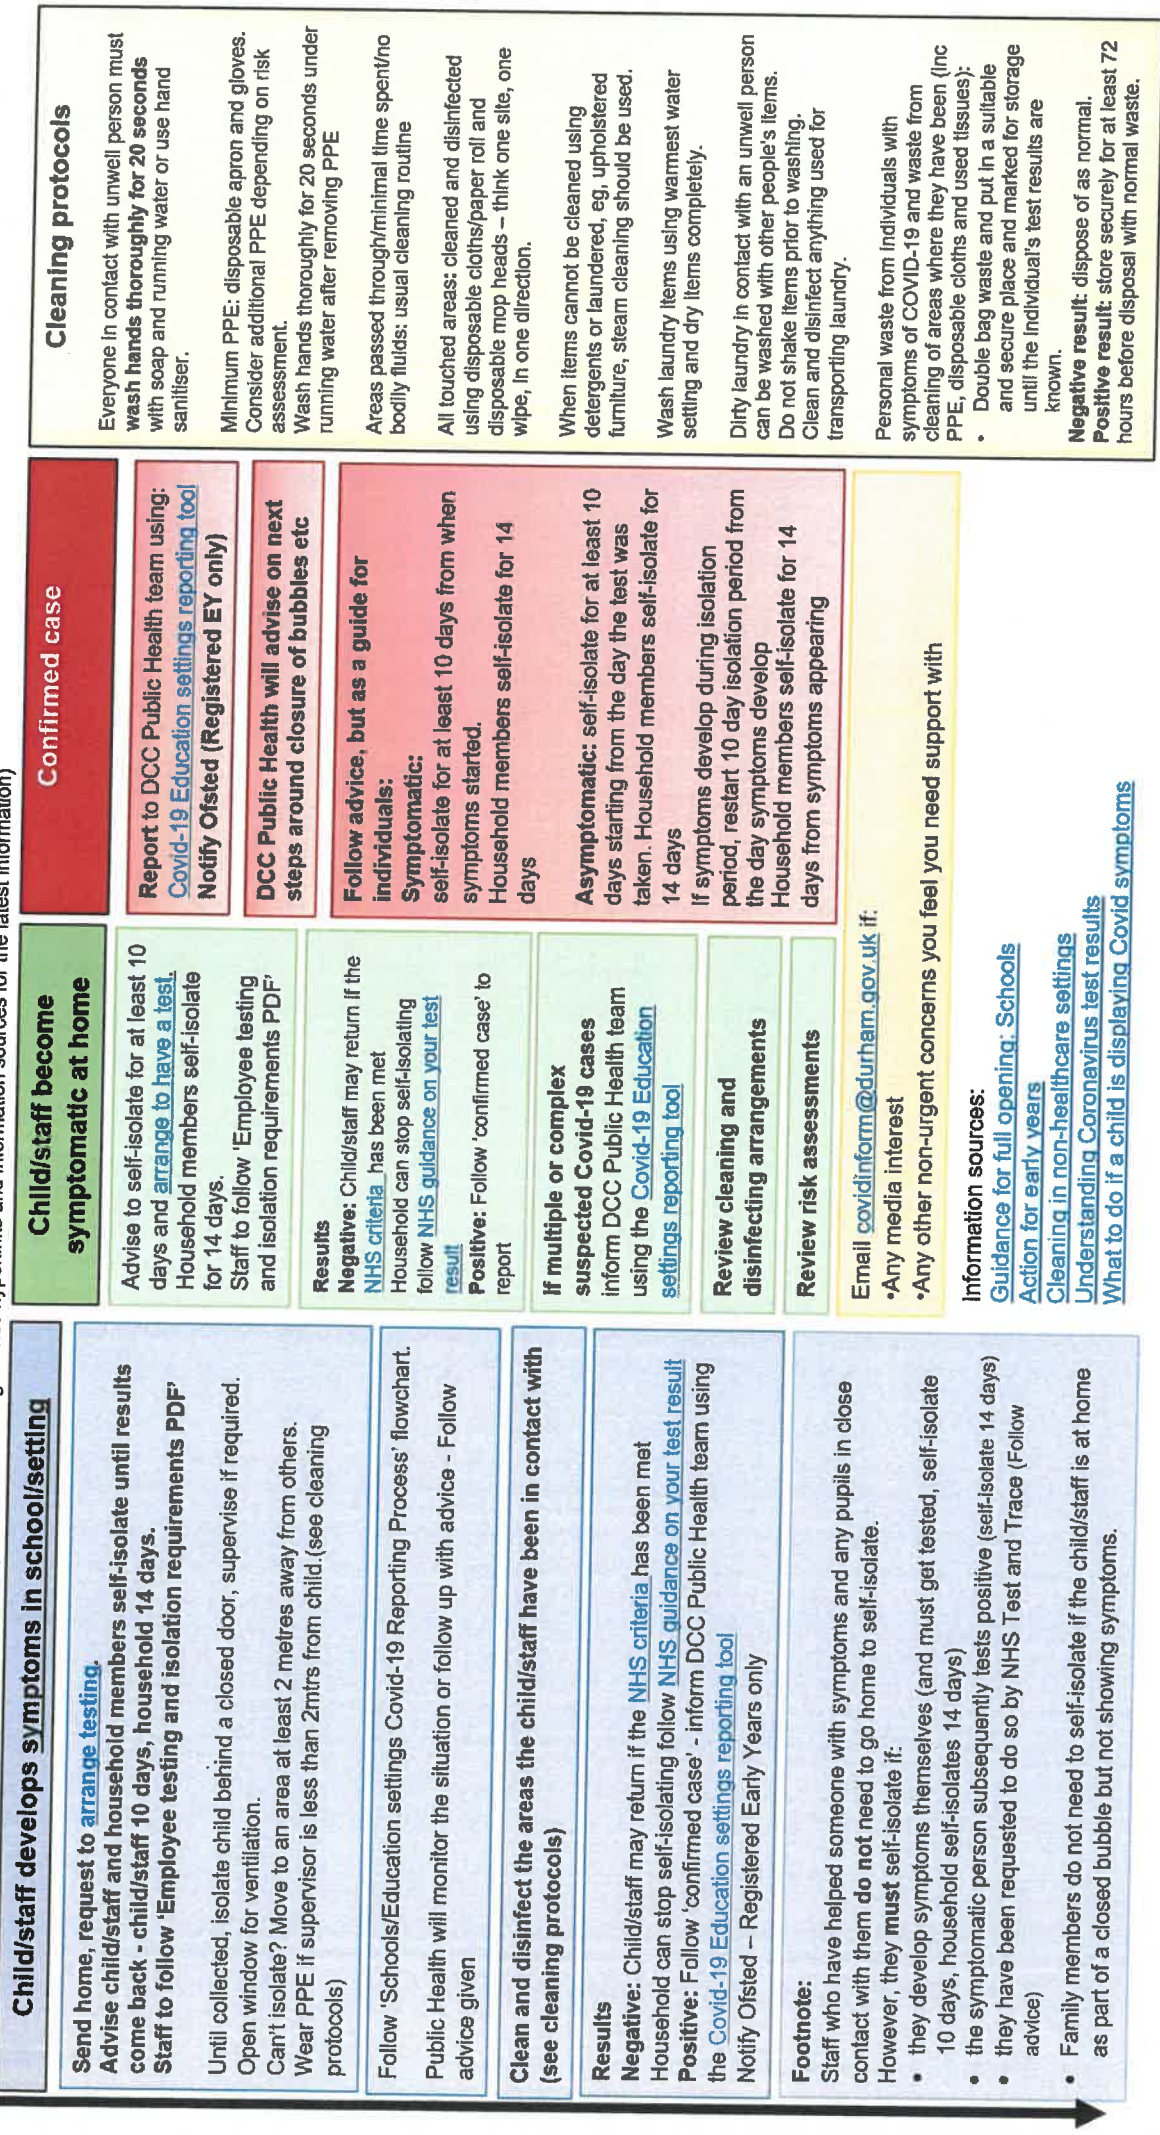 hyperlinks and information sources for the latest information)
Child/staff develops symptoms in school/setting
Send home, request to arrange testing.
Advise child/staff and household members self-isolate until results
come back - child/staff 10 days, household 14 days.
Staff to follow 'Employee testing and isolation requirements PDF'
Until collected, isolate child behind a closed door, supervise if required.
Open window for ventilation.
Can't isolate? Move to an area at least 2 metres away from others.
Wear PPE if supervisor is less than 2mtrs from child.(see cleaning
protocols)
Follow 'Schools/Education settings Covid-19 Reporting Process' flowchart.
Public Health will monitor the situation or follow up with advice - Follow
advice given
Clean and disinfect the areas the child/staff have been in contact with
(see cleaning protocols)
Results
Negative: Child/staff may return if the NHS criteria has been met
Household can stop self-isolating follow NHS guidance on your test result
Positive: Follow 'confirmed case' - inform DCC Public Health team using
the Covid-19 Education settings reporting tool
Notify Ofsted – Registered Early Years only
Footnote:
Staff who have helped someone with symptoms and any pupils in close
contact with them do not need to go home to self-isolate.
However, they must self-isolate if:
• they develop symptoms themselves (and must get tested, self-isolate
10 days, household self-isolates 14 days)
• the symptomatic person subsequently tests positive (self-isolate 14 days)
• they have been requested to do so by NHS Test and Trace (Follow
advice)
• Family members do not need to self-isolate if the child/staff is at home
as part of a closed bubble but not showing symptoms.
Child/staff become
symptomatic at home
Advise to self-isolate for at least 10
days and arrange to have a test.
Household members self-isolate
for 14 days.
Staff to follow 'Employee testing
and isolation requirements PDF'
Results
Negative: Child/staff may return if the
NHS criteria has been met
Household can stop self-isolating
follow NHS guidance on your test
result
Positive: Follow 'confirmed case' to
report
If multiple or complex
suspected Covid-19 cases
inform DCC Public Health team
using the Covid-19 Education
settings reporting tool
Review cleaning and
disinfecting arrangements
Review risk assessments
Confirmed case
Report to DCC Public Health team using:
Covid-19 Education settings reporting tool
Notify Ofsted (Registered EY only)
DCC Public Health will advise on next
steps around closure of bubbles etc
Follow advice, but as a guide for
individuals:
Symptomatic:
self-isolate for at least 10 days from when
symptoms started.
Household members self-isolate for 14
days
Asymptomatic: self-isolate for at least 10
days starting from the day the test was
taken. Household members self-isolate for
14 days
If symptoms develop during isolation
period, restart 10 day isolation period from
the day symptoms develop
Household members self-isolate for 14
days from symptoms appearing
Email covidinform@durham.gov.uk if:
•Any media interest
•Any other non-urgent concerns you feel you need support with
Information sources:
Guidance for full opening: Schools
Action for early years
Cleaning in non-healthcare settings
Understanding Coronavirus test results
What to do if a child is displaying Covid symptoms
Cleaning protocols
Everyone in contact with unwell person must
wash hands thoroughly for 20 seconds
with soap and running water or use hand
sanitiser.
Minimum PPE: disposable apron and gloves.
Consider additional PPE depending on risk
assessment.
Wash hands thoroughly for 20 seconds under
running water after removing PPE
Areas passed through/minimal time spent/no
bodily fluids: usual cleaning routine
All touched areas: cleaned and disinfected
using disposable cloths/paper roll and
disposable mop heads – think one site, one
wipe, in one direction.
When items cannot be cleaned using
detergents or laundered, eg, upholstered
furniture, steam cleaning should be used.
Wash laundry items using warmest water
setting and dry items completely.
Dirty laundry in contact with an unwell person
can be washed with other people's items.
Do not shake items prior to washing.
Clean and disinfect anything used for
transporting laundry.
Personal waste from individuals with
symptoms of COVID-19 and waste from
cleaning of areas where they have been (inc
PPE, disposable cloths and used tissues):
• Double bag waste and put in a suitable
and secure place and marked for storage
until the individual's test results are
known.
Negative result: dispose of as normal.
Positive result: store securely for at least 72
hours before disposal with normal waste.